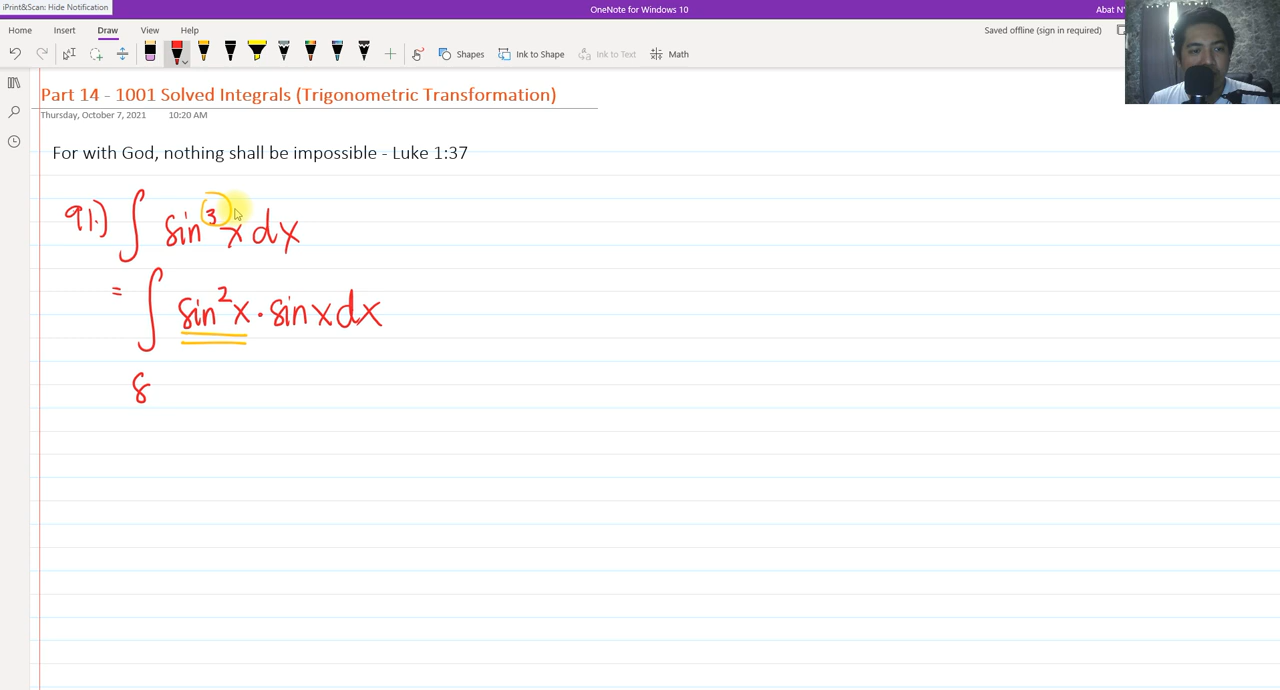 iPrint&Scan: Hide Notification
OneNote for Windows 10
Abat N
Home Insert Draw View Help
Saved offline (sign in required)
Shapes Ink to Shape Ink to Text Math
Part 14 - 1001 Solved Integrals (Trigonometric Transformation)
Thursday, October 7, 2021 10:20 AM
For with God, nothing shall be impossible - Luke 1:37
91.) ∫ sin³x dx
= ∫ sin²x · sinx dx
8